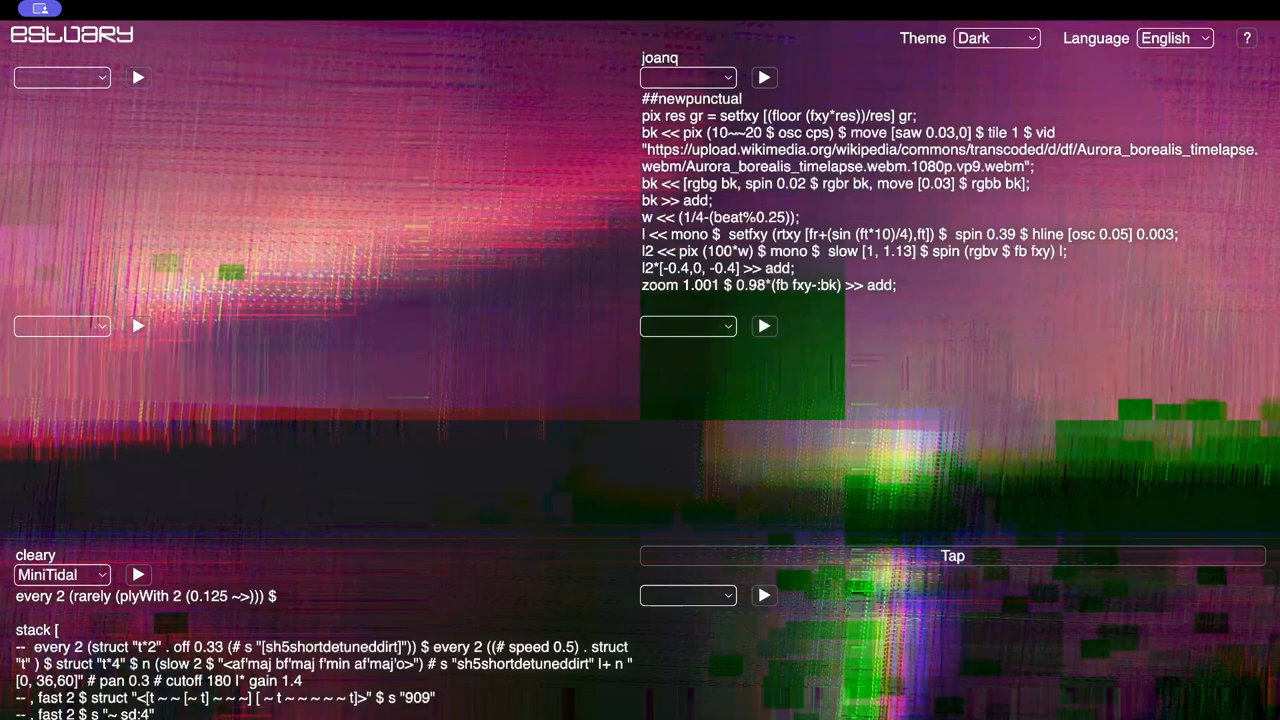 estuary
Theme Dark Language English ?
joanq
##newpunctual
pix res gr = setfxy [(floor (fxy*res))/res] gr;
bk << pix (10~~20 $ osc cps) $ move [saw 0.03,0] $ tile 1 $ vid
"https://upload.wikimedia.org/wikipedia/commons/transcoded/d/df/Aurora_borealis_timelapse.
webm/Aurora_borealis_timelapse.webm.1080p.vp9.webm";
bk << [rgbg bk, spin 0.02 $ rgbr bk, move [0.03] $ rgbb bk];
bk >> add;
w << (1/4-(beat%0.25));
l << mono $  setfxy (rtxy [fr+(sin (ft*10)/4),ft]) $  spin 0.39 $ hline [osc 0.05] 0.003;
l2 << pix (100*w) $ mono $  slow [1, 1.13] $ spin (rgbv $ fb fxy) l;
l2*[-0.4,0, -0.4] >> add;
zoom 1.001 $ 0.98*(fb fxy-:bk) >> add;
cleary
MiniTidal
every 2 (rarely (plyWith 2 (0.125 ~>))) $
stack [
--  every 2 (struct "t*2" . off 0.33 (# s "[sh5shortdetuneddirt]")) $ every 2 ((# speed 0.5) . struct
"t" ) $ struct "t*4" $ n (slow 2 $ "<af'maj bf'maj f'min af'maj'o>") # s "sh5shortdetuneddirt" |+ n "
[0, 36,60]" # pan 0.3 # cutoff 180 |* gain 1.4
-- , fast 2 $ struct "<[t ~ ~ [~ t] ~ ~ ~] [ ~ t ~ ~ ~ ~ ~ t]>" $ s "909"
-- , fast 2 $ s "~ sd:4"
Tap